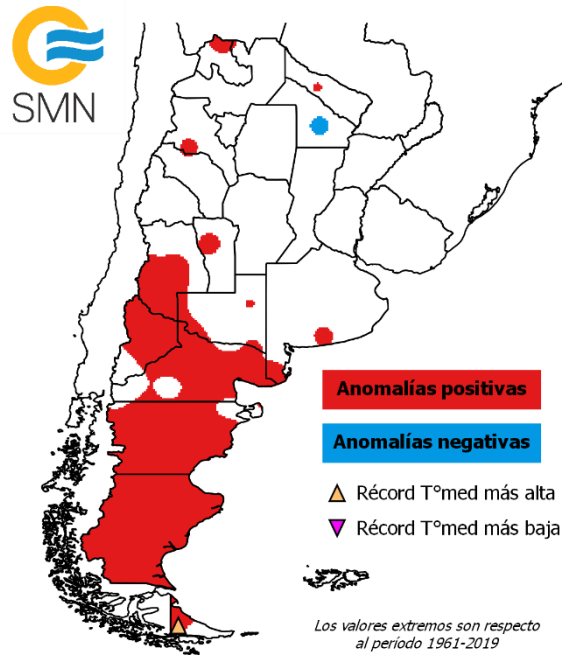 SMN
Anomalías positivas
Anomalías negativas
Récord T°med más alta
Récord T°med más baja
Los valores extremos son respecto
al período 1961-2019